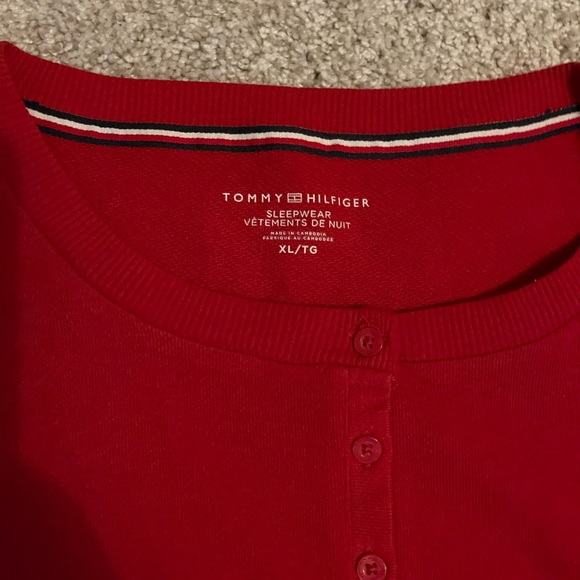 TOMMY HILFIGER
SLEEPWEAR
VÊTEMENTS DE NUIT
MADE IN CAMBODIA
FABRIQUÉ AU CAMBODGE
XL/TG